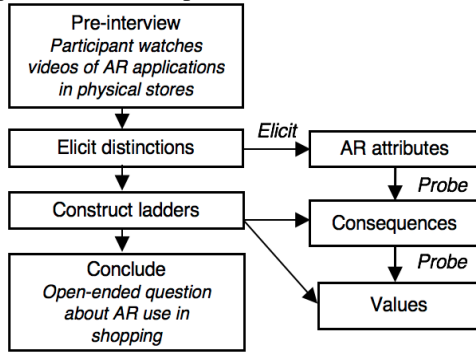 Pre-interview
Participant watches
videos of AR applications
in physical stores
Elicit distinctions
Elicit
AR attributes
Probe
Construct ladders
Consequences
Probe
Conclude
Open-ended question
about AR use in
shopping
Values